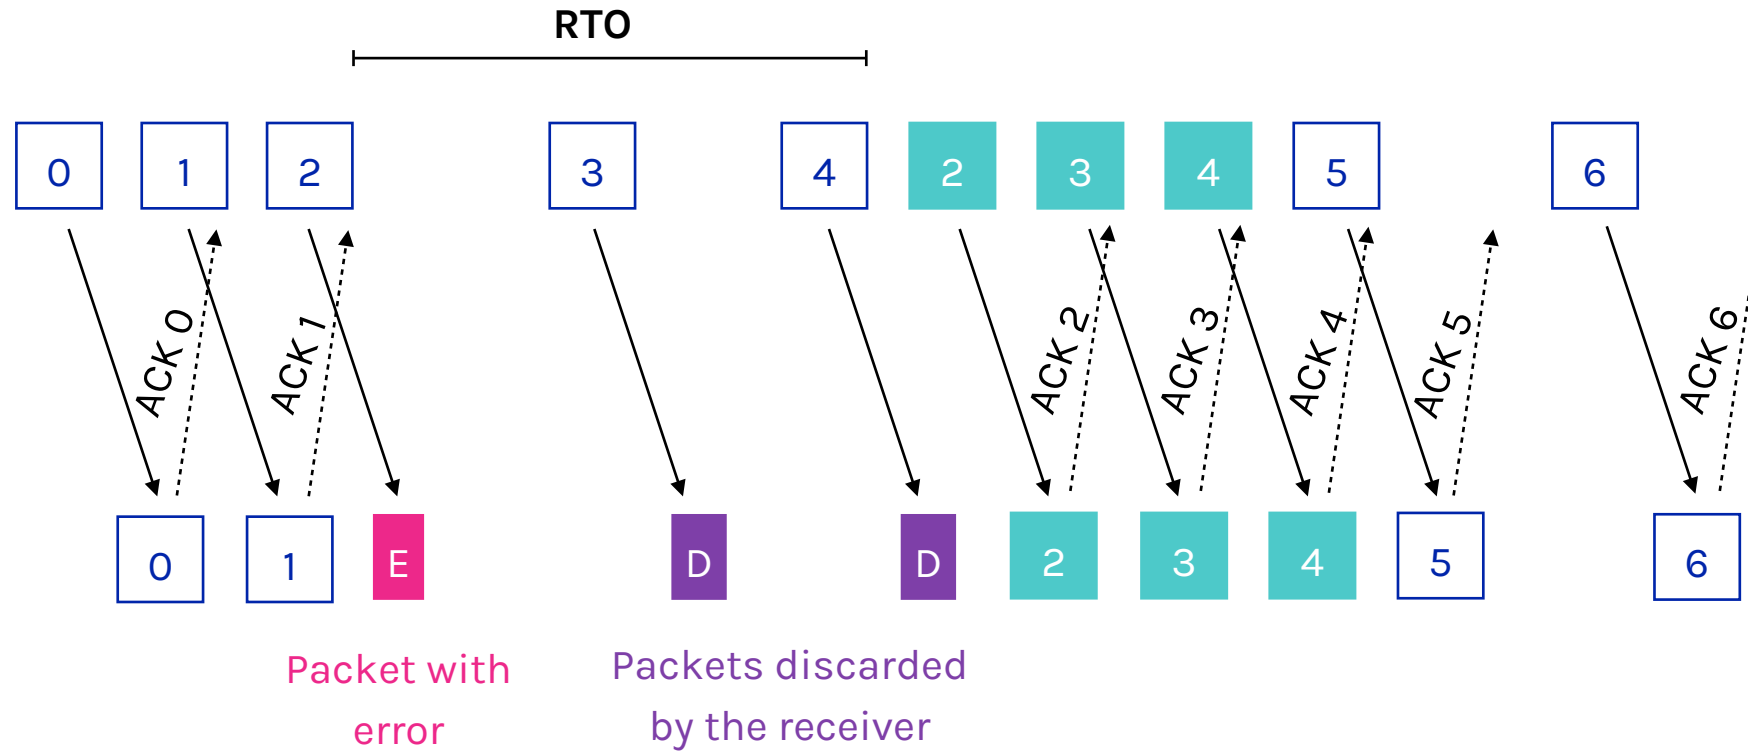 RTO
0 1 2 3 4 2 3 4 5 6
ACK 0 ACK 1 ACK 2 ACK 3 ACK 4 ACK 5 ACK 6
0 1 E D D 2 3 4 5 6
Packet with
error
Packets discarded
by the receiver